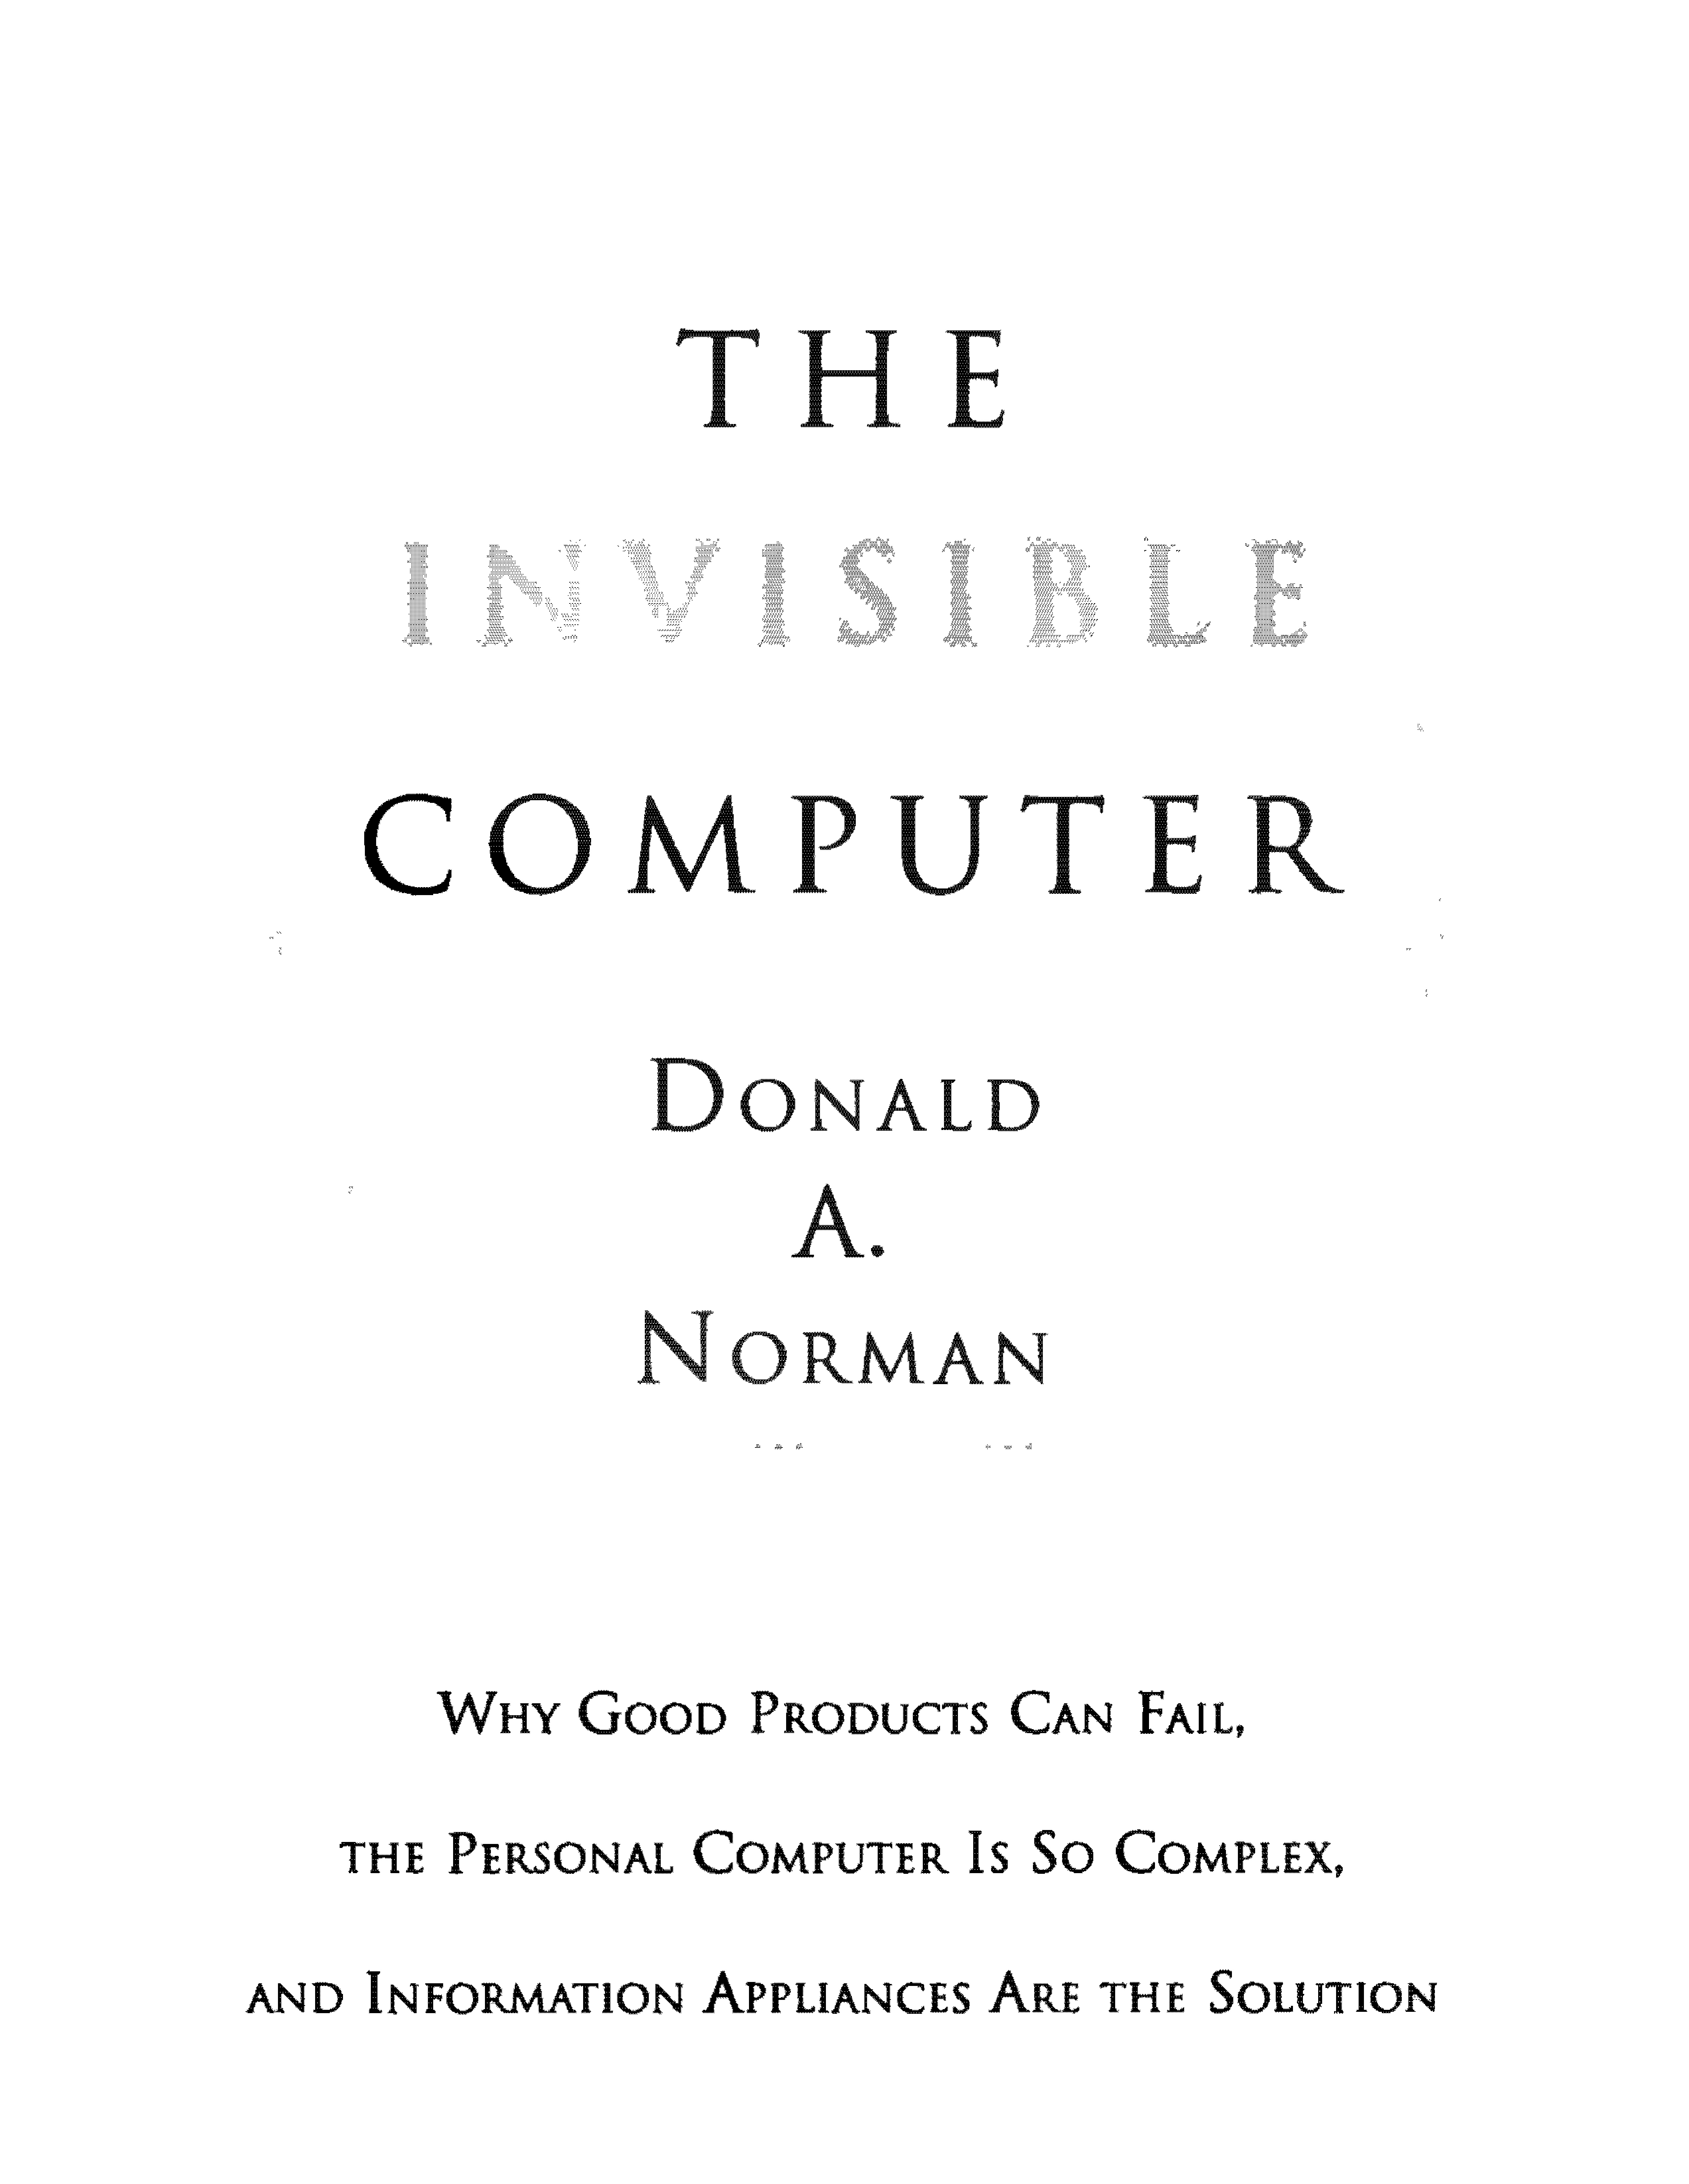 THE
INVISIBLE
COMPUTER
DONALD
A.
NORMAN
WHY GOOD PRODUCTS CAN FAIL,
THE PERSONAL COMPUTER IS SO COMPLEX,
AND INFORMATION APPLIANCES ARE THE SOLUTION